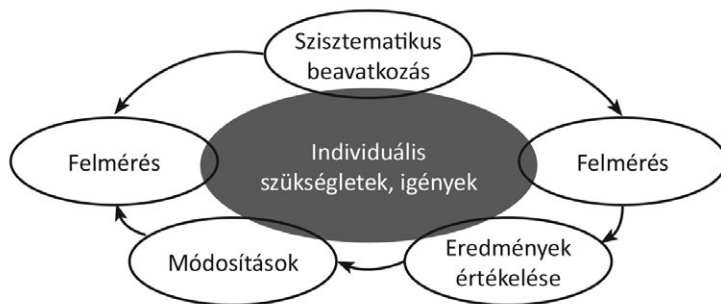 Szisztematikus
beavatkozás
Felmérés
Individuális
szükségletek, igények
Felmérés
Módosítások
Eredmények
értékelése